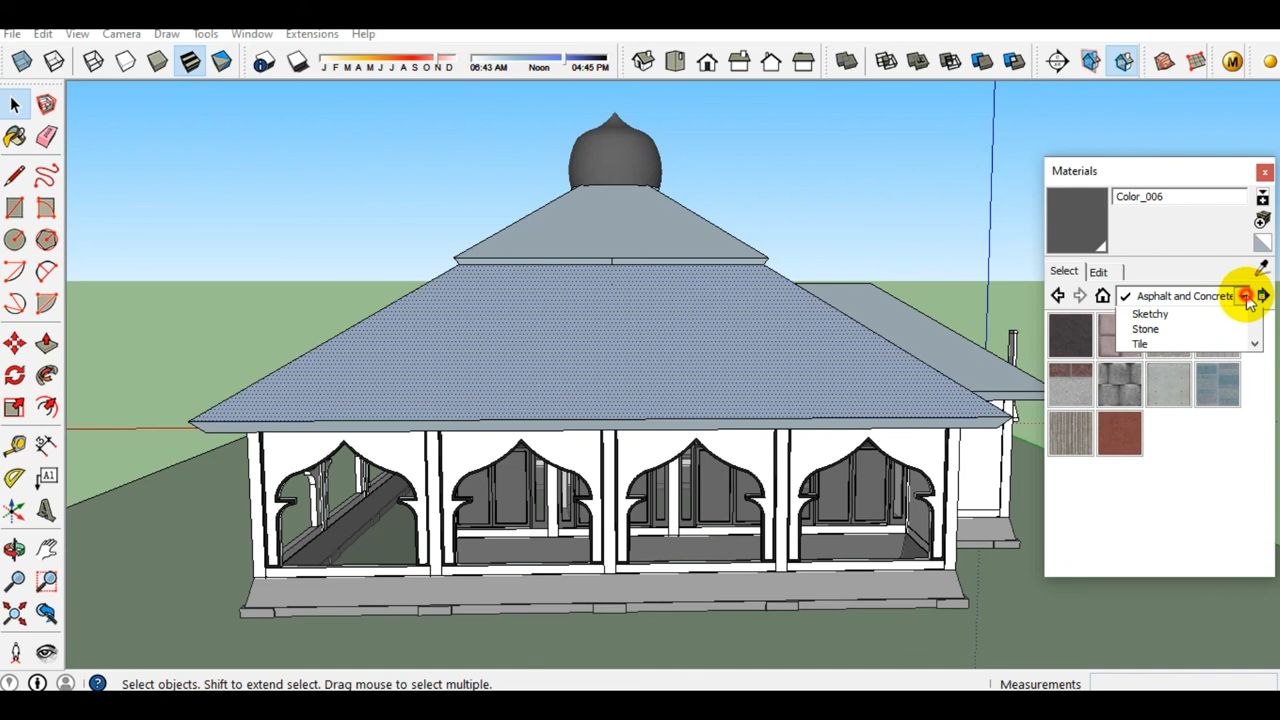 File Edit View Camera Draw Tools Window Extensions Help
J F M A M J J A S O N D 06:43 AM Noon 04:45 PM
M
Materials
Color_006
Select Edit
Asphalt and Concrete
Sketchy
Stone
Tile
A1
Select objects. Shift to extend select. Drag mouse to select multiple.
Measurements